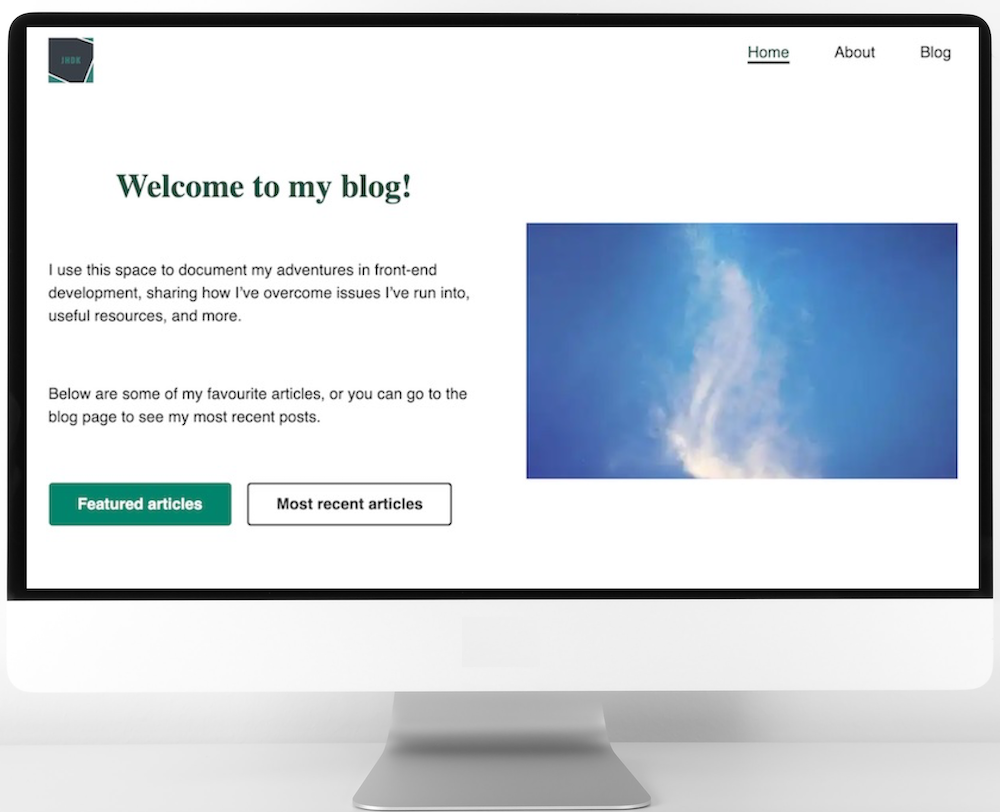 JHDK
Home
About
Blog
Welcome to my blog!
I use this space to document my adventures in front-end
development, sharing how I've overcome issues I've run into,
useful resources, and more.
Below are some of my favourite articles, or you can go to the
blog page to see my most recent posts.
Featured articles
Most recent articles